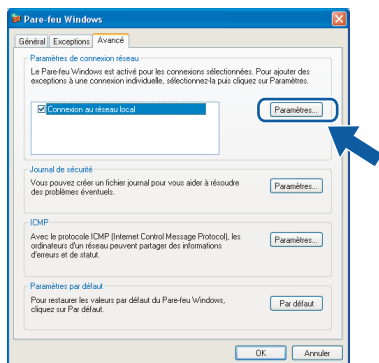 Pare-feu Windows
Général Exceptions Avancé
Paramètres de connexion réseau
Le Pare-feu Windows est activé pour les connexions sélectionnées. Pour ajouter des
exceptions à une connexion individuelle, sélectionnez-la puis cliquez sur Paramètres.
Connexion au réseau local
Paramètres...
Journal de sécurité
Vous pouvez créer un fichier journal pour vous aider à résoudre
des problèmes éventuels.
Paramètres...
ICMP
Avec le protocole ICMP (Internet Control Message Protocol), les
ordinateurs d'un réseau peuvent partager des informations
d'erreurs et de statut.
Paramètres...
Paramètres par défaut
Pour restaurer les valeurs par défaut du Pare-feu Windows,
cliquez sur Par défaut.
Par défaut
OK Annuler